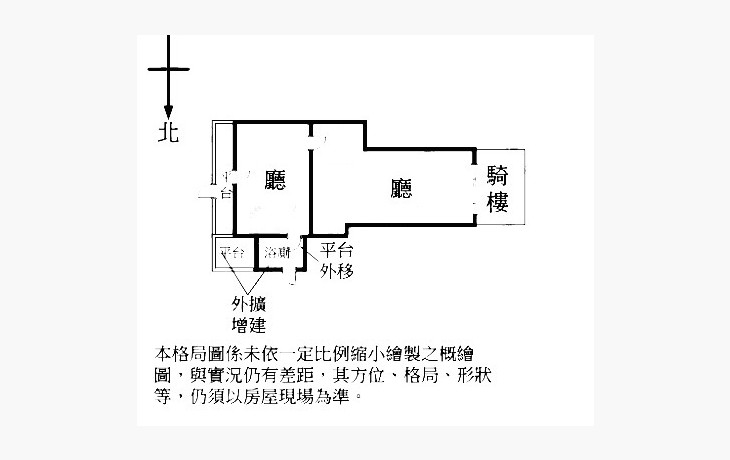 北
平
台
廳
廳
騎
樓
平台
浴廁
平台
外移
外擴
增建
本格局圖係未依一定比例縮小繪製之概繪
圖，與實況仍有差距，其方位、格局、形狀
等，仍須以房屋現場為準。